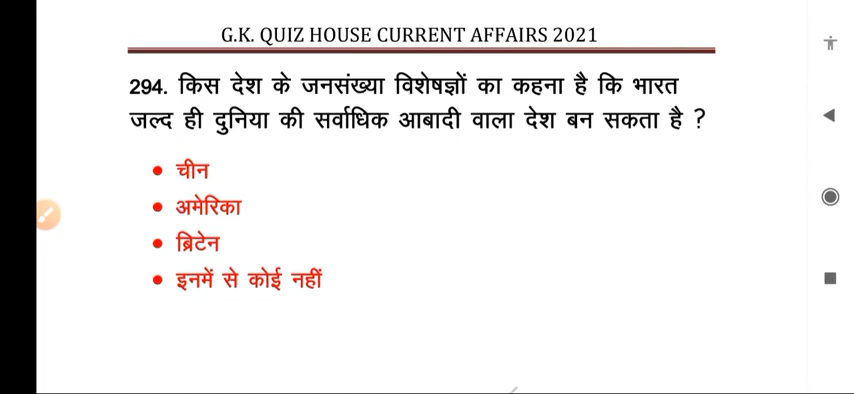 G.K. QUIZ HOUSE CURRENT AFFAIRS 2021
294. किस देश के जनसंख्या विशेषज्ञों का कहना है कि भारत
जल्द ही दुनिया की सर्वाधिक आबादी वाला देश बन सकता है ?
• चीन
• अमेरिका
• ब्रिटेन
• इनमें से कोई नहीं